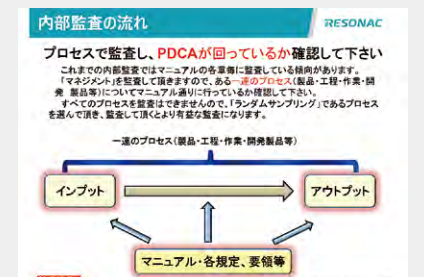 内部監査の流れ
RESONAC
プロセスで監査し、PDCAが回っているか確認して下さい
これまでの内部監査ではマニュアルの各章毎に監査している傾向があります。
「マネジメント」を監査して頂きますので、ある一連のプロセス(製品・工程・作業・開
発 製品等)についてマニュアル通りに行っているか確認して下さい。
すべてのプロセスを監査はできませんので、「ランダムサンプリング」であるプロセス
を選んで頂き、監査して頂くとより有益な監査になります。
一連のプロセス(製品・工程・作業・開発製品等)
インプット
アウトプット
マニュアル・各規定、要領等